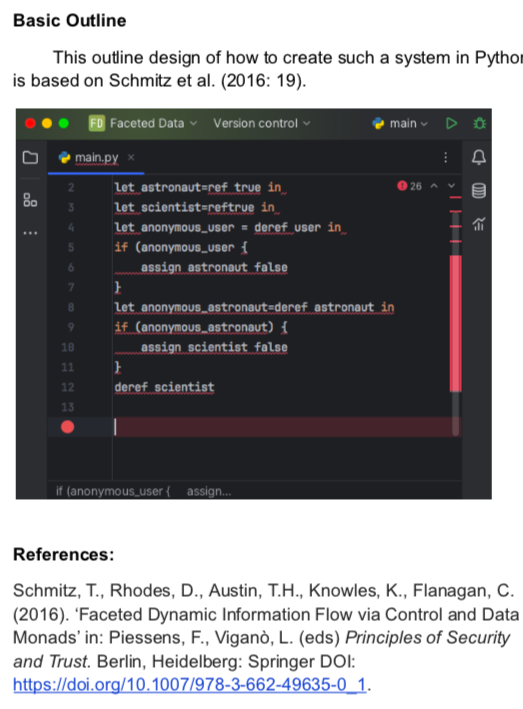 Basic Outline
This outline design of how to create such a system in Python
is based on Schmitz et al. (2016: 19).
FD Faceted Data Version control main
main.py ×
26
2 let astronaut=ref true in_
3 let scientist=reftrue in_
4 let anonymous_user = deref user in_
5 if (anonymous_user {
6 assign astronaut false
7 }
8 let anonymous_astronaut=deref astronaut in
9 if (anonymous_astronaut) {
10 assign scientist false
11 }
12 deref scientist
13
if (anonymous_user { assign...
References:
Schmitz, T., Rhodes, D., Austin, T.H., Knowles, K., Flanagan, C.
(2016). ‘Faceted Dynamic Information Flow via Control and Data
Monads’ in: Piessens, F., Viganò, L. (eds) Principles of Security
and Trust. Berlin, Heidelberg: Springer DOI:
https://doi.org/10.1007/978-3-662-49635-0_1.